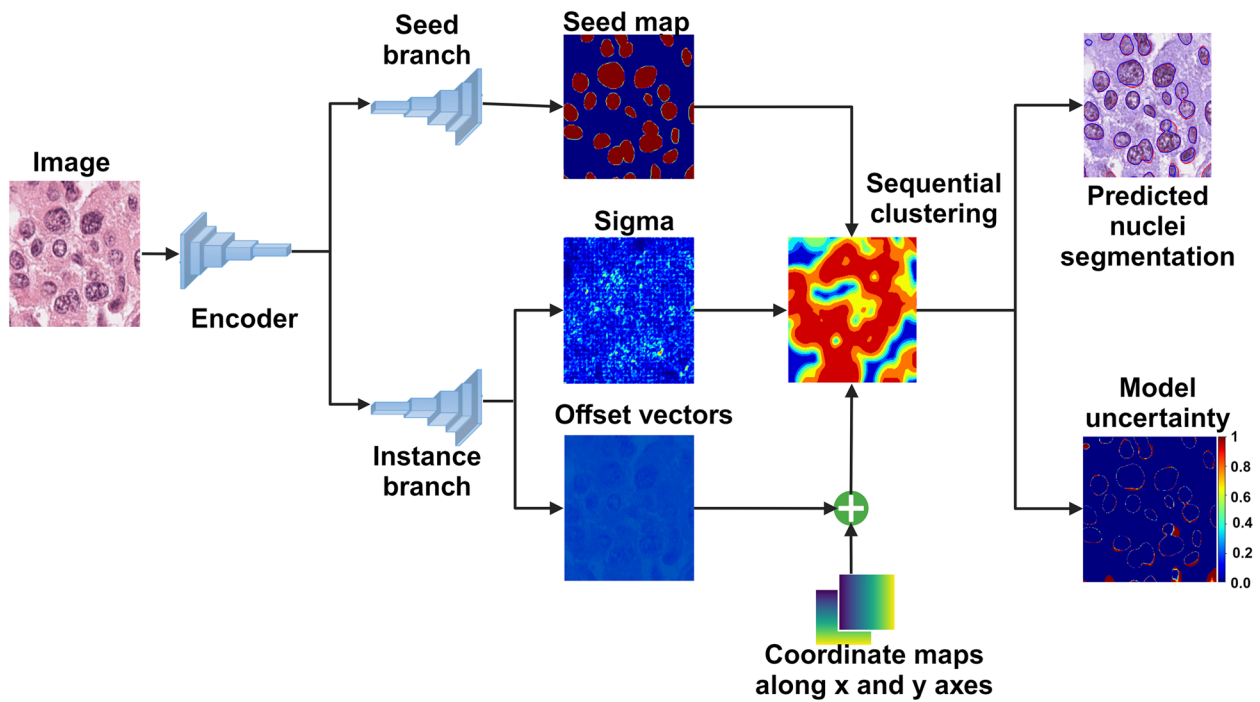 Seed
branch
Seed map
Image
Encoder
Sigma
Sequential
clustering
Predicted
nuclei
segmentation
Offset vectors
Instance
branch
Model
uncertainty
1
0.8
0.6
0.4
0.2
0.0
Coordinate maps
along x and y axes